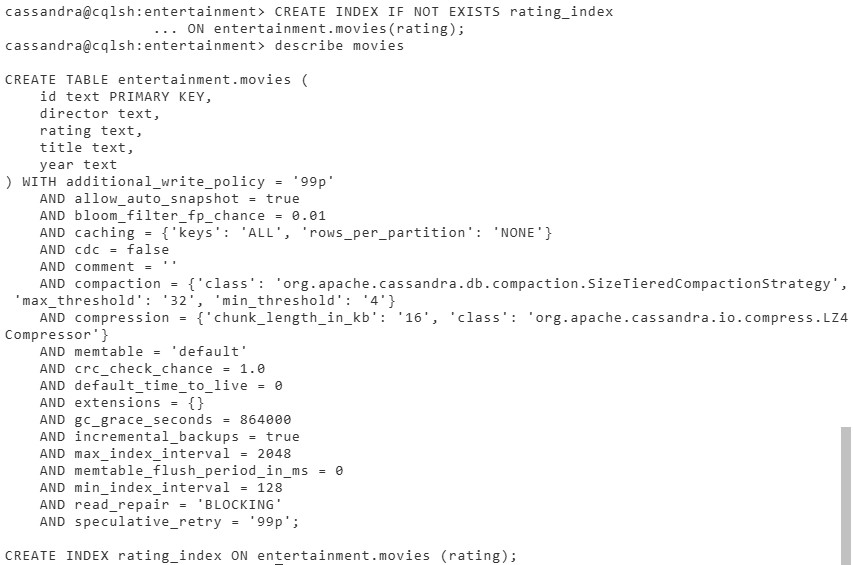 cassandra@cqlsh:entertainment> CREATE INDEX IF NOT EXISTS rating_index
                 ... ON entertainment.movies(rating);
cassandra@cqlsh:entertainment> describe movies

CREATE TABLE entertainment.movies (
    id text PRIMARY KEY,
    director text,
    rating text,
    title text,
    year text
) WITH additional_write_policy = '99p'
    AND allow_auto_snapshot = true
    AND bloom_filter_fp_chance = 0.01
    AND caching = {'keys': 'ALL', 'rows_per_partition': 'NONE'}
    AND cdc = false
    AND comment = ''
    AND compaction = {'class': 'org.apache.cassandra.db.compaction.SizeTieredCompactionStrategy',
 'max_threshold': '32', 'min_threshold': '4'}
    AND compression = {'chunk_length_in_kb': '16', 'class': 'org.apache.cassandra.io.compress.LZ4
Compressor'}
    AND memtable = 'default'
    AND crc_check_chance = 1.0
    AND default_time_to_live = 0
    AND extensions = {}
    AND gc_grace_seconds = 864000
    AND incremental_backups = true
    AND max_index_interval = 2048
    AND memtable_flush_period_in_ms = 0
    AND min_index_interval = 128
    AND read_repair = 'BLOCKING'
    AND speculative_retry = '99p';

CREATE INDEX rating_index ON entertainment.movies (rating);